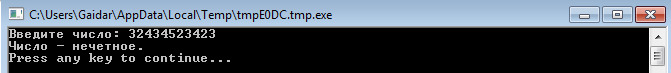 C:\Users\Gaidar\AppData\Local\Temp\tmpE0DC.tmp.exe
Введите число: 32434523423
Число - нечетное.
Press any key to continue...